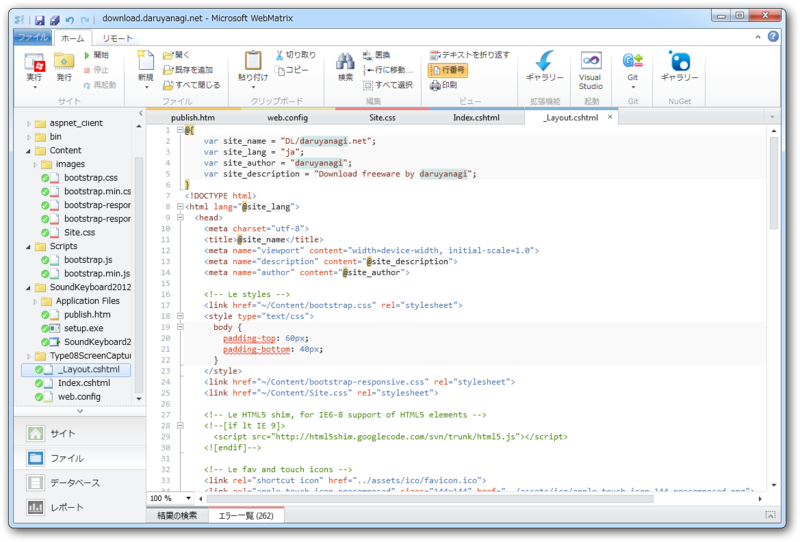 download.daruyanagi.net - Microsoft WebMatrix
ファイル ホーム リモート
実行
発行
開始
停止
再起動
サイト
新規
開く
既存を追加
すべて閉じる
ファイル
貼り付け
切り取り
コピー
クリップボード
検索
置換
行に移動...
すべて選択
編集
テキストを折り返す
行番号
印刷
ビュー
ギャラリー
拡張機能
Visual
Studio
起動
Git
Git
ギャラリー
NuGet
aspnet_client
bin
Content
images
bootstrap.css
bootstrap.min.cs
bootstrap-respor
bootstrap-respor
Site.css
Scripts
bootstrap.js
bootstrap.min.js
SoundKeyboard2012
Application Files
publish.htm
setup.exe
SoundKeyboard2
Type08ScreenCaptur
_Layout.cshtml
Index.cshtml
web.config
サイト
ファイル
データベース
レポート
publish.htm web.config Site.css Index.cshtml _Layout.cshtml
1 @{
2 var site_name = "DL/daruyanagi.net";
3 var site_lang = "ja";
4 var site_author = "daruyanagi";
5 var site_description = "Download freeware by daruyanagi";
6 }
7 <!DOCTYPE html>
8 <html lang="@site_lang">
9 <head>
10 <meta charset="utf-8">
11 <title>@site_name</title>
12 <meta name="viewport" content="width=device-width, initial-scale=1.0">
13 <meta name="description" content="@site_description">
14 <meta name="author" content="@site_author">
15
16 <!-- Le styles -->
17 <link href="~/Content/bootstrap.css" rel="stylesheet">
18 <style type="text/css">
19 body {
20 padding-top: 60px;
21 padding-bottom: 40px;
22 }
23 </style>
24 <link href="~/Content/bootstrap-responsive.css" rel="stylesheet">
25 <link href="~/Content/Site.css" rel="stylesheet">
26
27 <!-- Le HTML5 shim, for IE6-8 support of HTML5 elements -->
28 <!--[if lt IE 9]>
29 <script src="http://html5shim.googlecode.com/svn/trunk/html5.js"></script>
30 <![endif]-->
31
32 <!-- Le fav and touch icons -->
33 <link rel="shortcut icon" href="../assets/ico/favicon.ico">
34 <link rel="apple-touch-icon-precomposed" sizes="144x144" href="../assets/ico/apple-touch-icon-144-precomposed.png">
100 %
結果の検索 エラー一覧 (262)